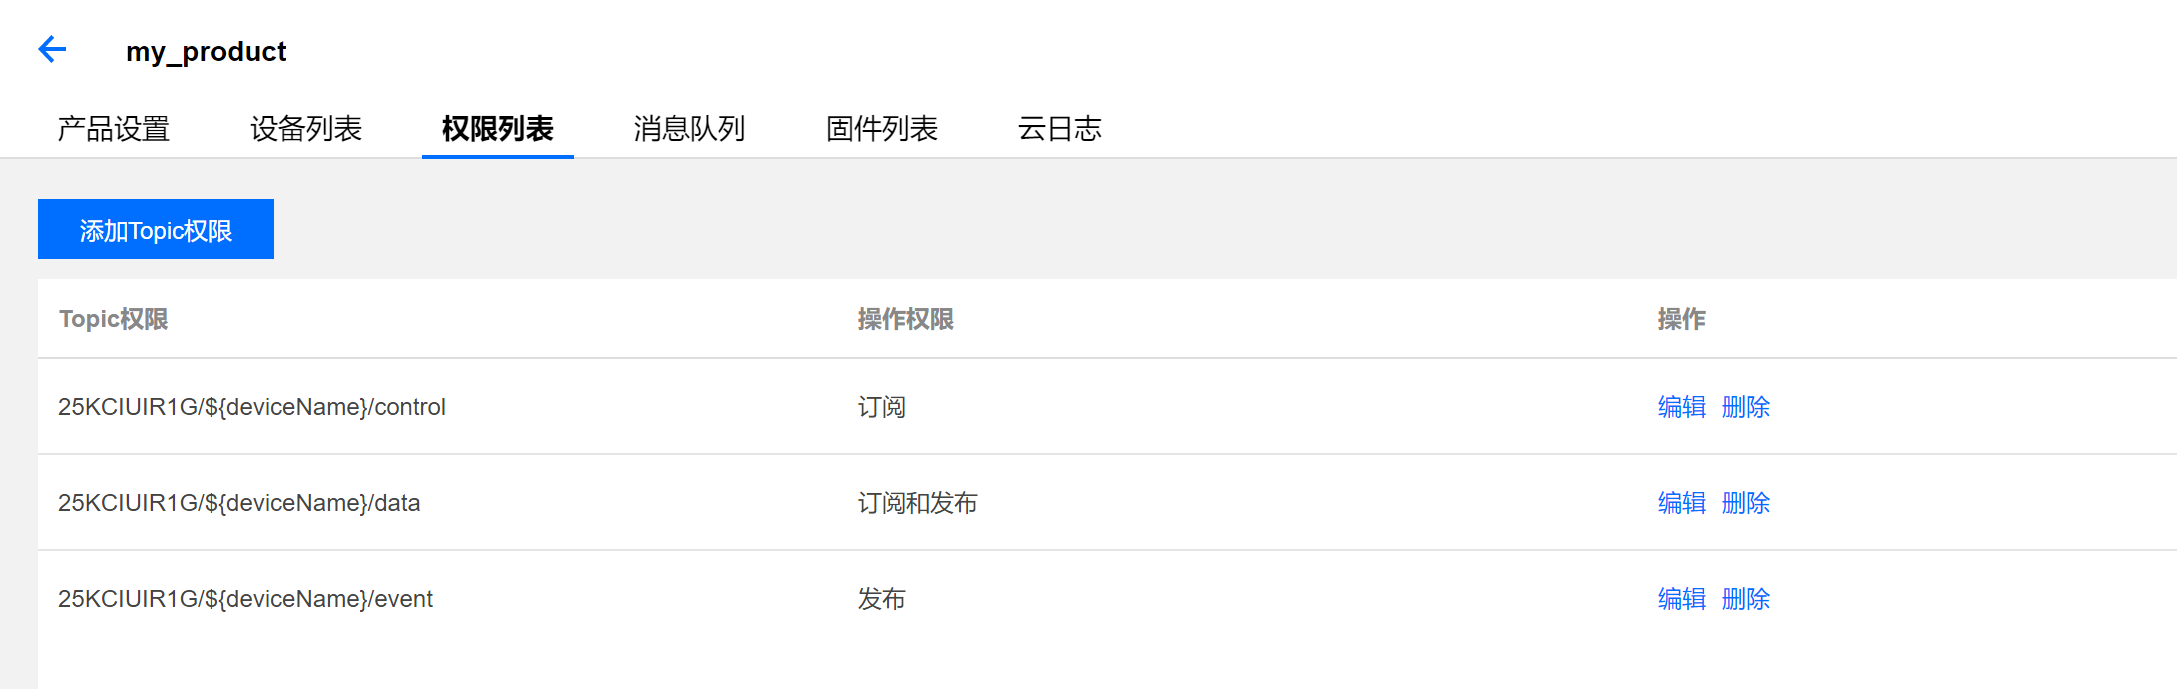 my_product
产品设置 设备列表 权限列表 消息队列 固件列表 云日志
添加Topic权限
Topic权限 操作权限 操作
25KCIUIR1G/${deviceName}/control 订阅 编辑 删除
25KCIUIR1G/${deviceName}/data 订阅和发布 编辑 删除
25KCIUIR1G/${deviceName}/event 发布 编辑 删除